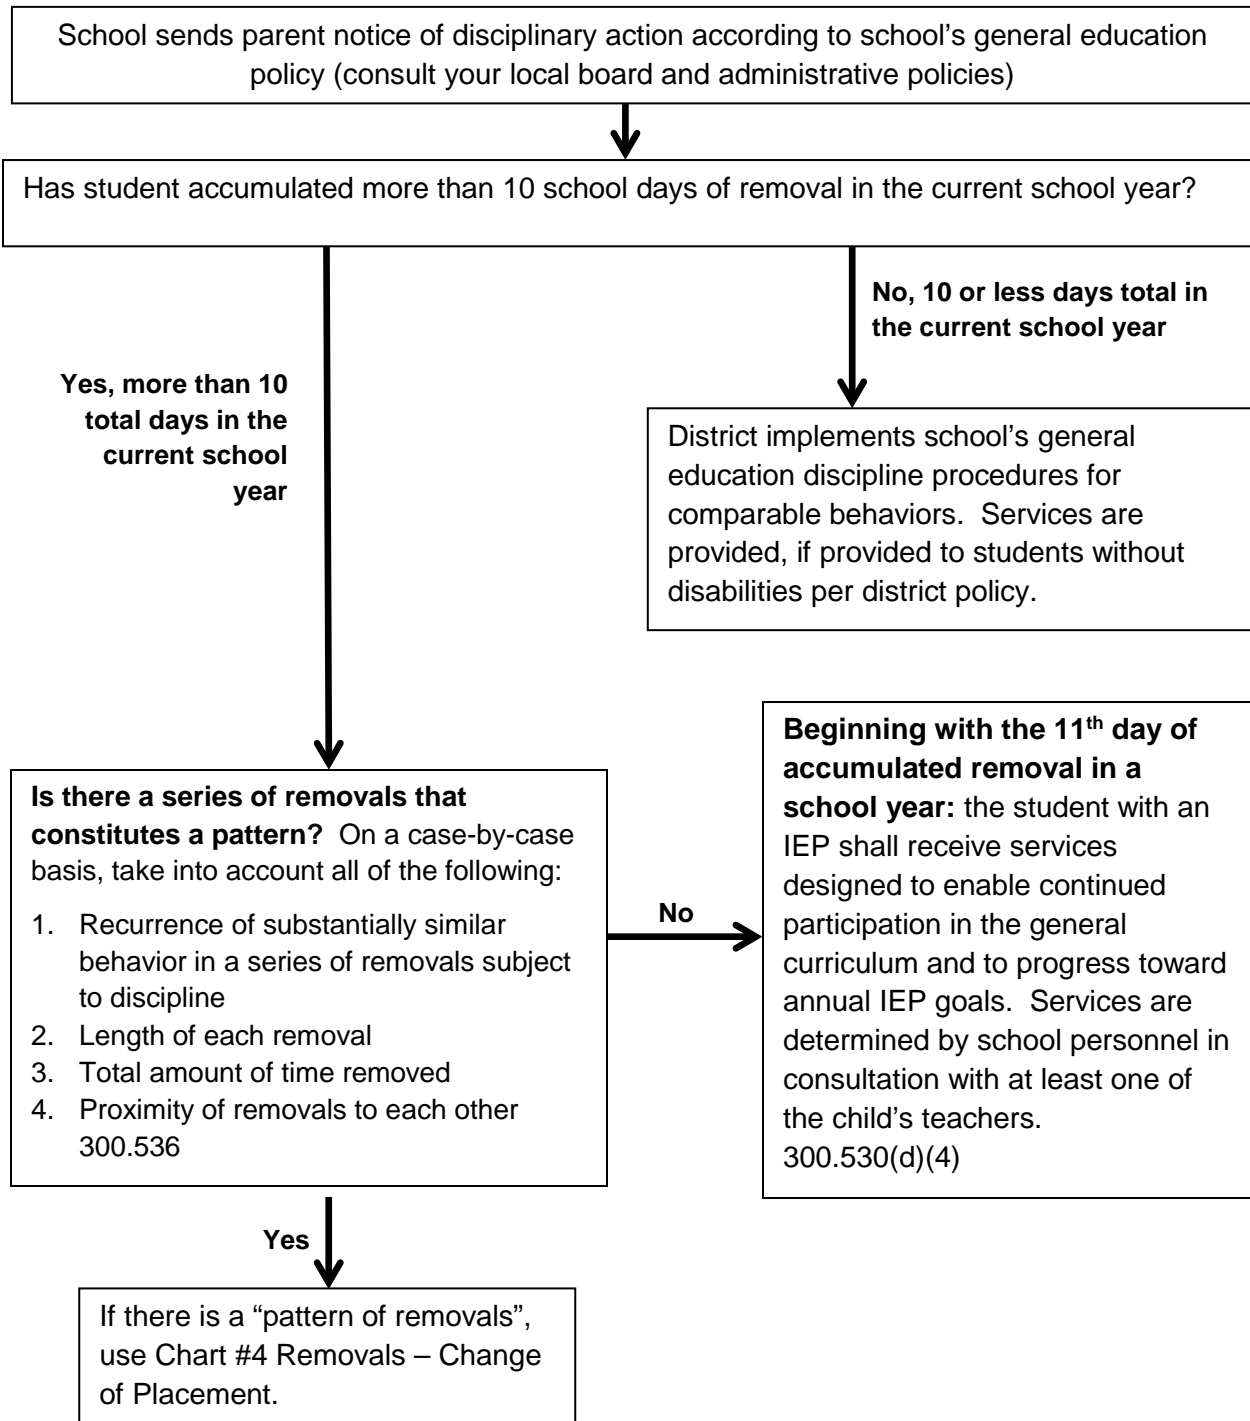 School sends parent notice of disciplinary action according to school’s general education
policy (consult your local board and administrative policies)
Has student accumulated more than 10 school days of removal in the current school year?
No, 10 or less days total in
the current school year
Yes, more than 10
total days in the
current school
year
District implements school’s general
education discipline procedures for
comparable behaviors.  Services are
provided, if provided to students without
disabilities per district policy.
Is there a series of removals that
constitutes a pattern?  On a case-by-case
basis, take into account all of the following:
1. Recurrence of substantially similar
behavior in a series of removals subject
to discipline
2. Length of each removal
3. Total amount of time removed
4. Proximity of removals to each other
300.536
No
Beginning with the 11th day of
accumulated removal in a
school year: the student with an
IEP shall receive services
designed to enable continued
participation in the general
curriculum and to progress toward
annual IEP goals.  Services are
determined by school personnel in
consultation with at least one of
the child’s teachers.
300.530(d)(4)
Yes
If there is a “pattern of removals”,
use Chart #4 Removals – Change
of Placement.